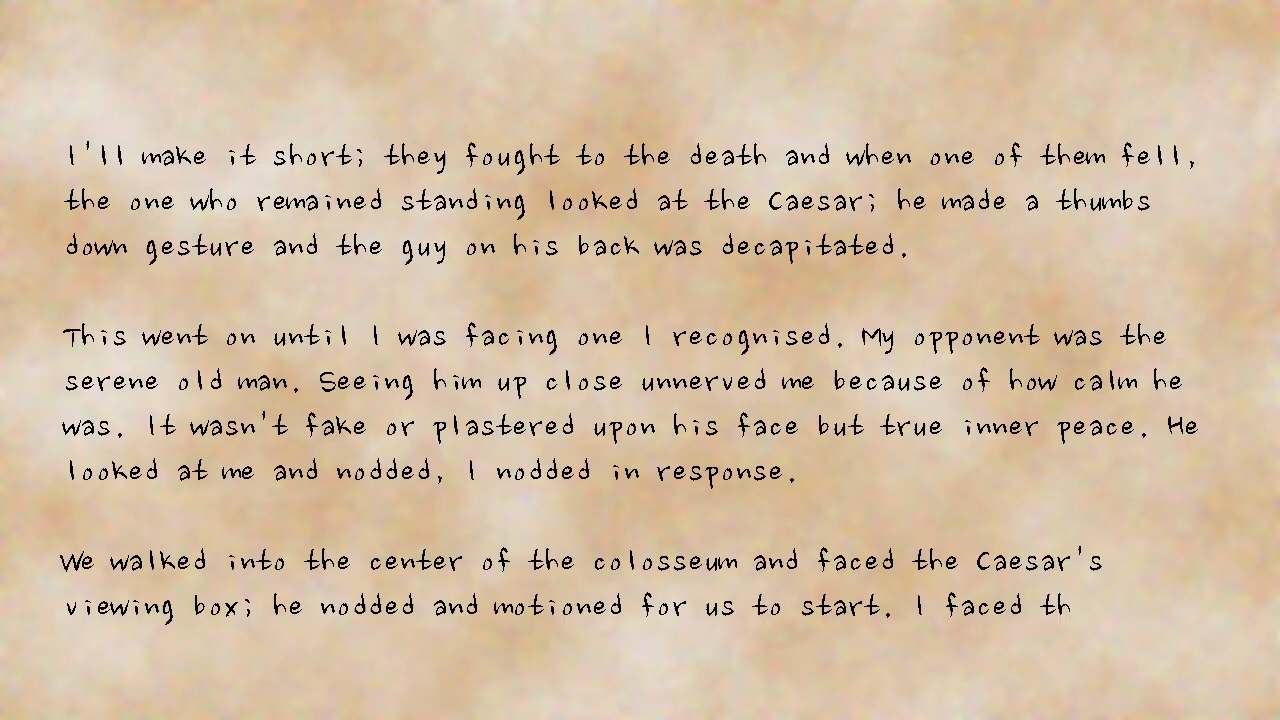 I'll make it short; they fought to the death and when one of them fell,
the one who remained standing looked at the Caesar; he made a thumbs
down gesture and the guy on his back was decapitated.
This went on until I was facing one I recognised. My opponent was the
serene old man. Seeing him up close unnerved me because of how calm he
was. It wasn't fake or plastered upon his face but true inner peace. He
looked at me and nodded, I nodded in response.
We walked into the center of the colosseum and faced the Caesar's
viewing box; he nodded and motioned for us to start. I faced th